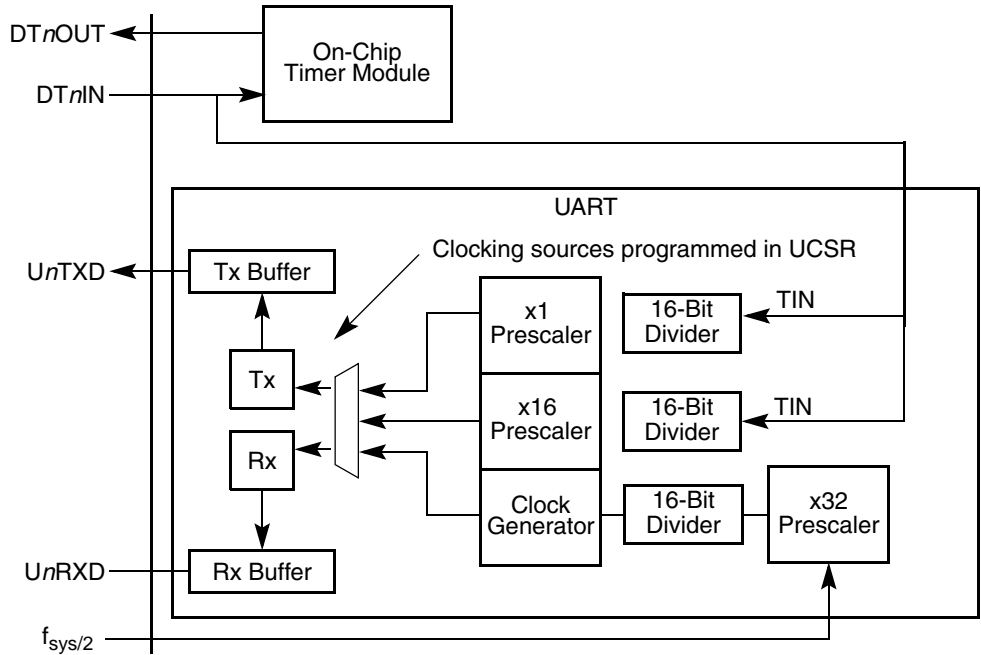 DTnOUT
On-Chip
Timer Module
DTnIN
UART
Clocking sources programmed in UCSR
UnTXD
Tx Buffer
x1
Prescaler
16-Bit
Divider
TIN
Tx
x16
Prescaler
16-Bit
Divider
TIN
Rx
Clock
Generator
16-Bit
Divider
x32
Prescaler
UnRXD
Rx Buffer
fsys/2